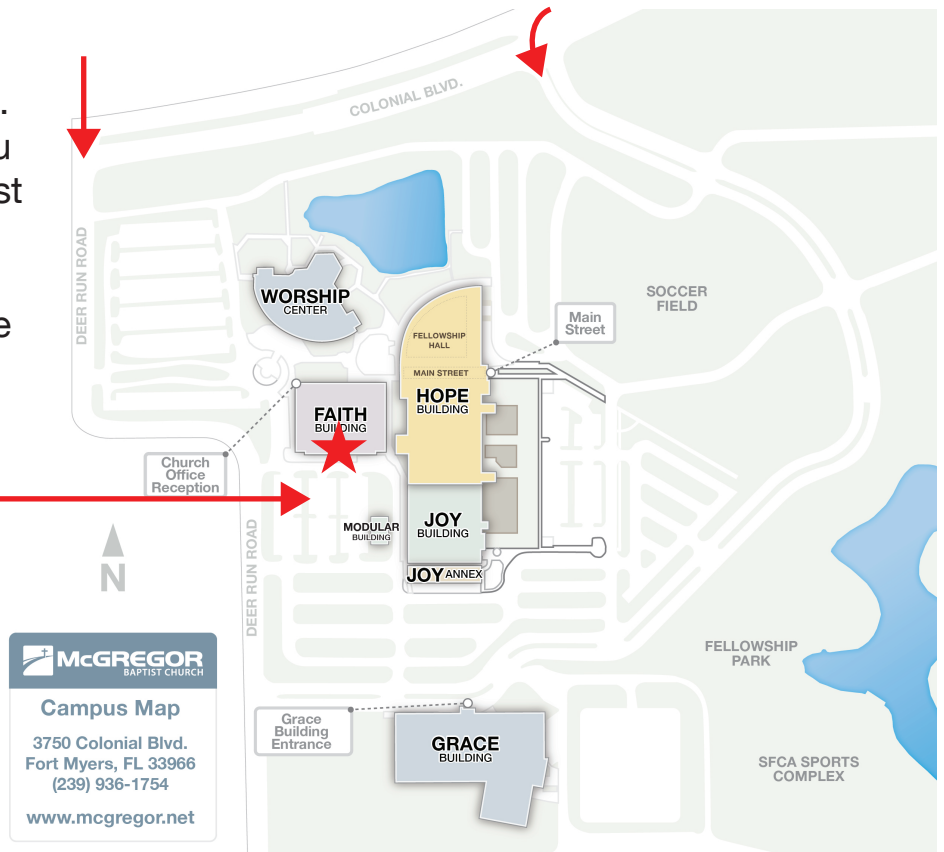 .
u
st
e
COLONIAL BLVD.
DEER RUN ROAD
WORSHIP
CENTER
SOCCER
FIELD
Main
Street
FELLOWSHIP
HALL
MAIN STREET
HOPE
BUILDING
FAITH
BUILDING
Church
Office
Reception
MODULAR
BUILDING
JOY
BUILDING
JOY ANNEX
DEER RUN ROAD
N
FELLOWSHIP
PARK
McGREGOR
BAPTIST CHURCH
Campus Map
3750 Colonial Blvd.
Fort Myers, FL 33966
(239) 936-1754
www.mcgregor.net
Grace
Building
Entrance
GRACE
BUILDING
SFCA SPORTS
COMPLEX